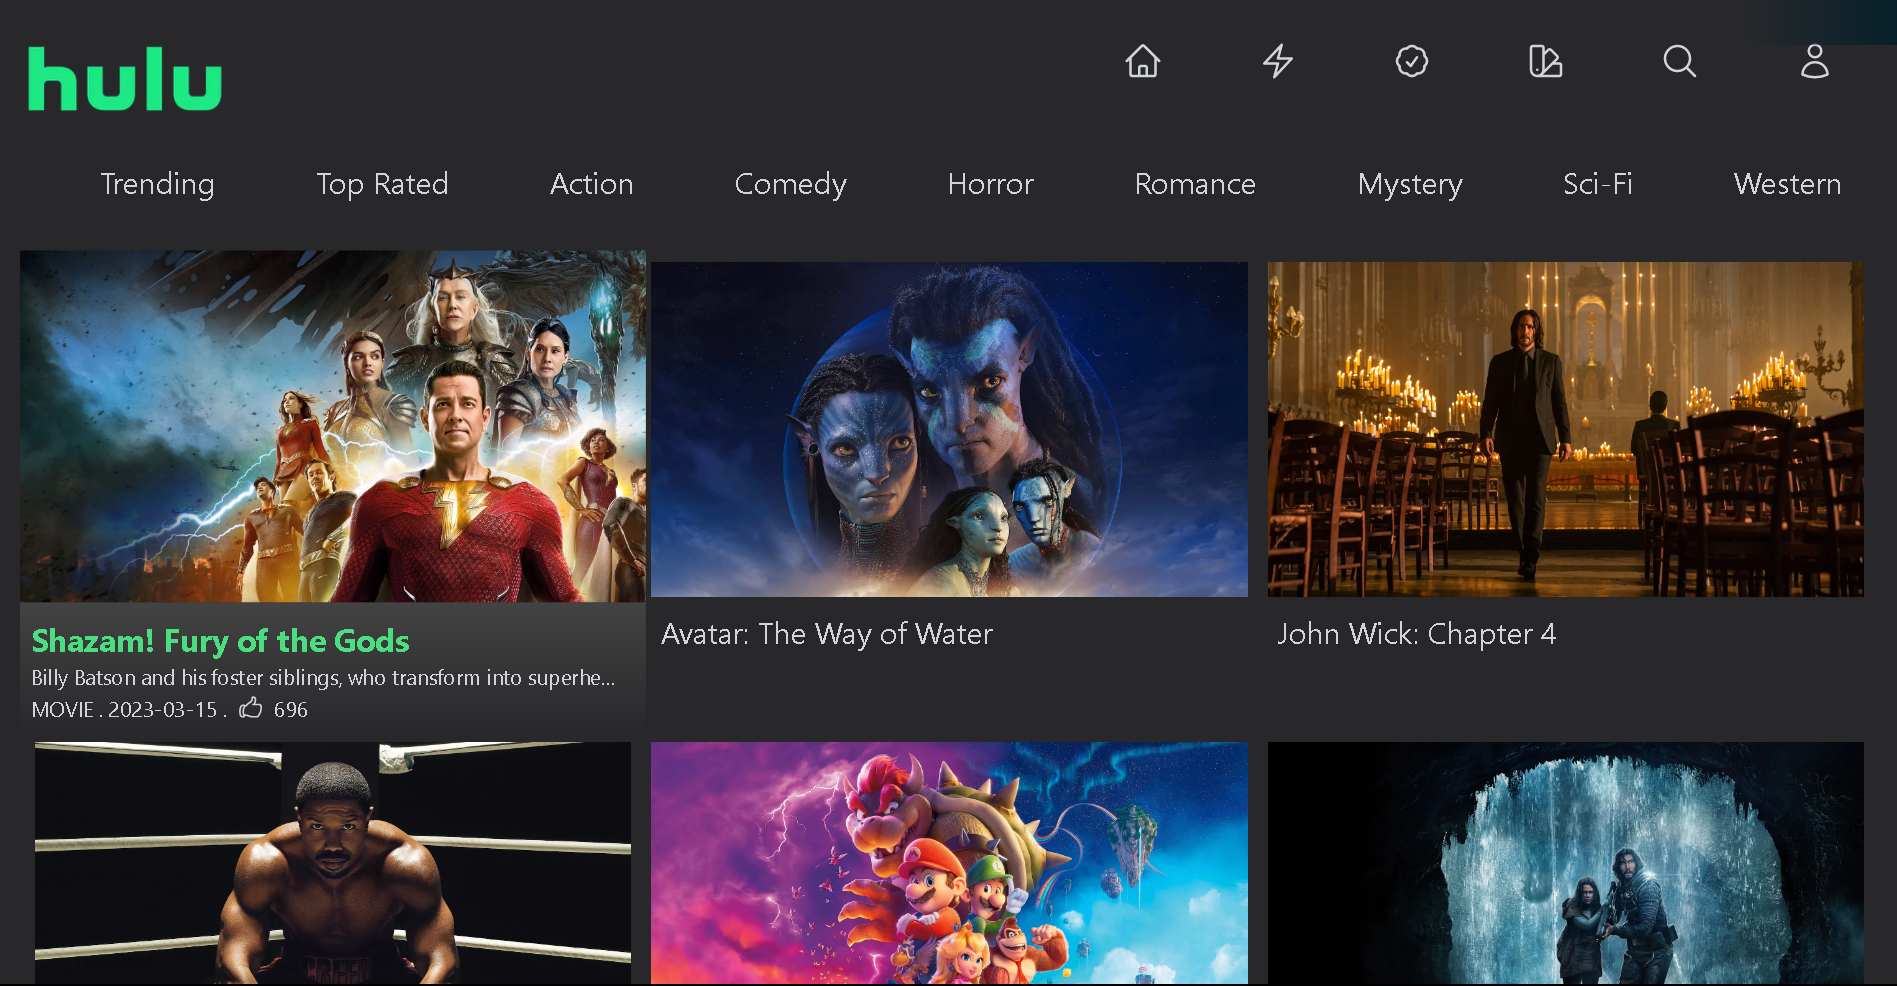 hulu
Trending Top Rated Action Comedy Horror Romance Mystery Sci-Fi Western
Shazam! Fury of the Gods
Billy Batson and his foster siblings, who transform into superhe...
MOVIE . 2023-03-15 . 696
Avatar: The Way of Water
John Wick: Chapter 4
CREED